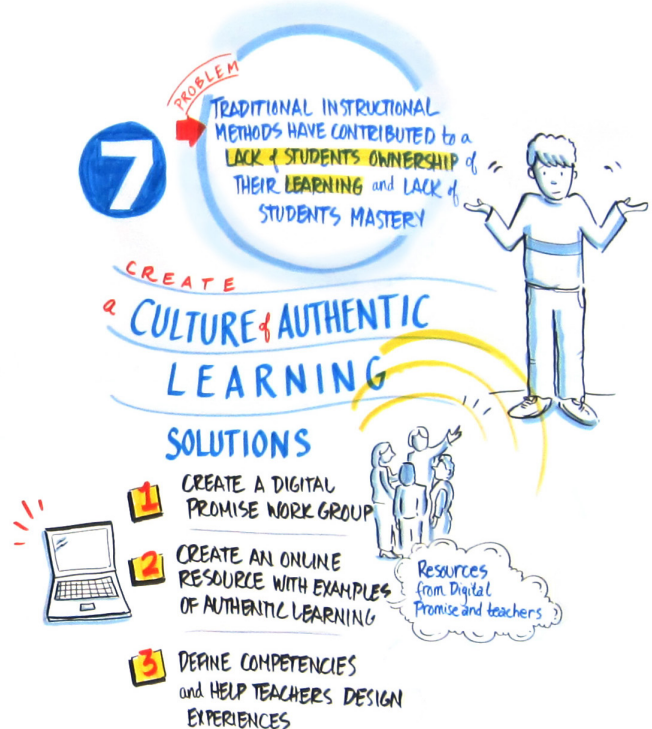 PROBLEM
7
TRADITIONAL INSTRUCTIONAL
METHODS HAVE CONTRIBUTED to a
LACK of STUDENTS OWNERSHIP of
THEIR LEARNING and LACK of
STUDENTS MASTERY
CREATE
a CULTURE of AUTHENTIC
LEARNING
SOLUTIONS
1 CREATE A DIGITAL
PROMISE WORK GROUP
2 CREATE AN ONLINE
RESOURCE WITH EXAMPLES
OF AUTHENTIC LEARNING
Resources
from Digital
Promise and teachers
3 DEFINE COMPETENCIES
and HELP TEACHERS DESIGN
EXPERIENCES